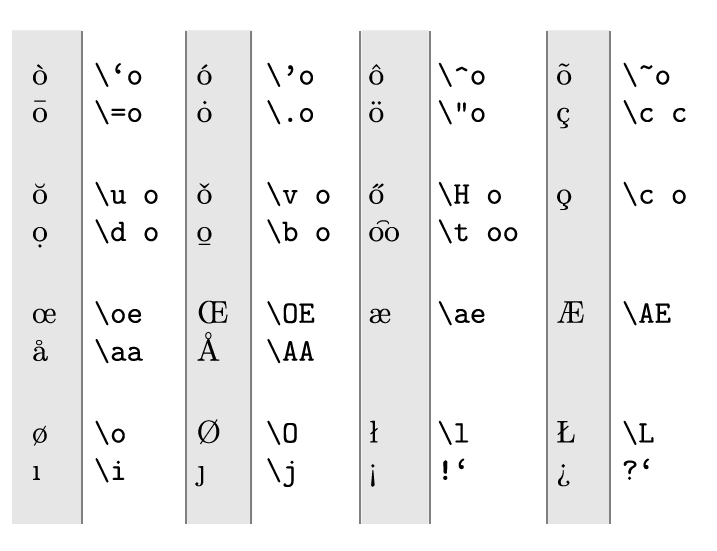 ò \‘o ó \’o ô \^o õ \~o
ō \=o ȯ \.o ö \"o ç \c c
ŏ \u o ǒ \v o ő \H o o̧ \c o
ọ \d o o̲ \b o o͡o \t oo
œ \oe Œ \OE æ \ae Æ \AE
å \aa Å \AA
ø \o Ø \O ł \l Ł \L
ı \i ȷ \j ¡ !‘ ¿ ?‘